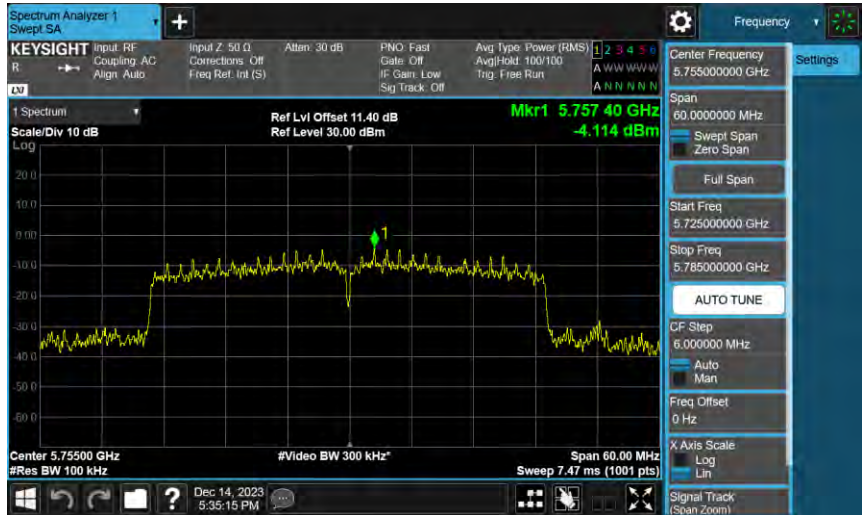 Spectrum Analyzer 1
Swept SA
+
Frequency
KEYSIGHT
R
LXI
Input: RF
Coupling: AC
Align: Auto
Input Z: 50 Ω
Corrections: Off
Freq Ref: Int (S)
Atten: 30 dB
PNO: Fast
Gate: Off
IF Gain: Low
Sig Track: Off
Avg Type: Power (RMS)
Avg|Hold: 100/100
Trig: Free Run
1 2 3 4 5 6
A W W W W W
A N N N N N
1 Spectrum
Scale/Div 10 dB
Log
Ref Lvl Offset 11.40 dB
Ref Level 30.00 dBm
Mkr1 5.757 40 GHz
-4.114 dBm
20.0
10.0
0.00
-10.0
-20.0
-30.0
-40.0
-50.0
-60.0
1
Center 5.75500 GHz
#Res BW 100 kHz
#Video BW 300 kHz*
Span 60.00 MHz
Sweep 7.47 ms (1001 pts)
?
Dec 14, 2023
5:35:15 PM
Center Frequency
5.755000000 GHz
Settings
Span
60.0000000 MHz
Swept Span
Zero Span
Full Span
Start Freq
5.725000000 GHz
Stop Freq
5.785000000 GHz
AUTO TUNE
CF Step
6.000000 MHz
Auto
Man
Freq Offset
0 Hz
X Axis Scale
Log
Lin
Signal Track
(Span Zoom)